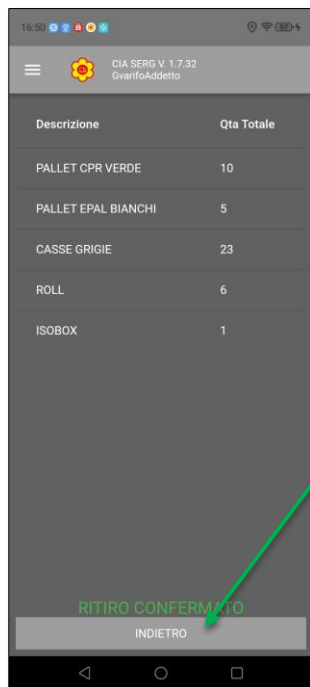 16:50
97
CIA SERG V. 1.7.32
GvarifoAddetto
Descrizione Qta Totale
PALLET CPR VERDE 10
PALLET EPAL BIANCHI 5
CASSE GRIGIE 23
ROLL 6
ISOBOX 1
RITIRO CONFERMATO
INDIETRO